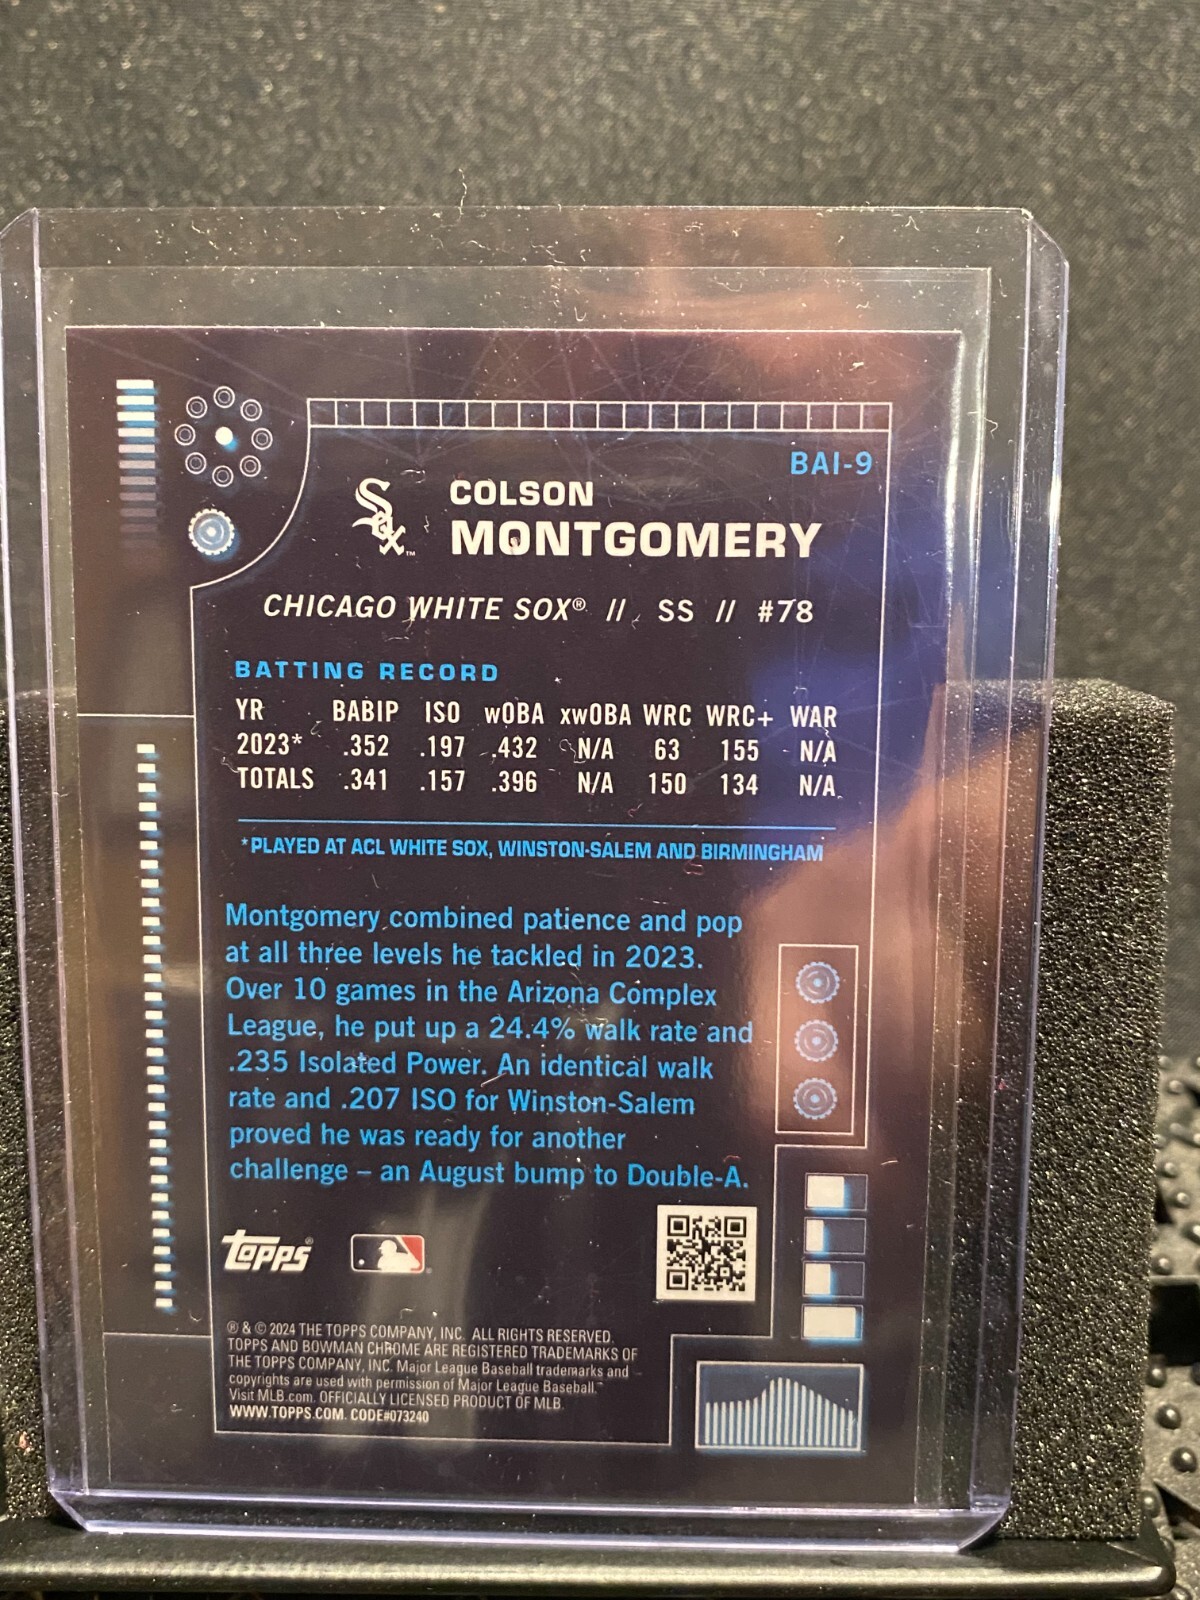 BAI-9
Sox™
COLSON
MONTGOMERY
CHICAGO WHITE SOX® // SS // #78
BATTING RECORD
YR BABIP ISO wOBA xwOBA WRC WRC+ WAR
2023* .352 .197 .432 N/A 63 155 N/A
TOTALS .341 .157 .396 N/A 150 134 N/A
*PLAYED AT ACL WHITE SOX, WINSTON-SALEM AND BIRMINGHAM
Montgomery combined patience and pop
at all three levels he tackled in 2023.
Over 10 games in the Arizona Complex
League, he put up a 24.4% walk rate and
.235 Isolated Power. An identical walk
rate and .207 ISO for Winston-Salem
proved he was ready for another
challenge – an August bump to Double-A.
topps®
® & © 2024 THE TOPPS COMPANY, INC. ALL RIGHTS RESERVED.
TOPPS AND BOWMAN CHROME ARE REGISTERED TRADEMARKS OF
THE TOPPS COMPANY, INC. Major League Baseball trademarks and
copyrights are used with permission of Major League Baseball.
Visit MLB.com. OFFICIALLY LICENSED PRODUCT OF MLB.
WWW.TOPPS.COM. CODE#073240